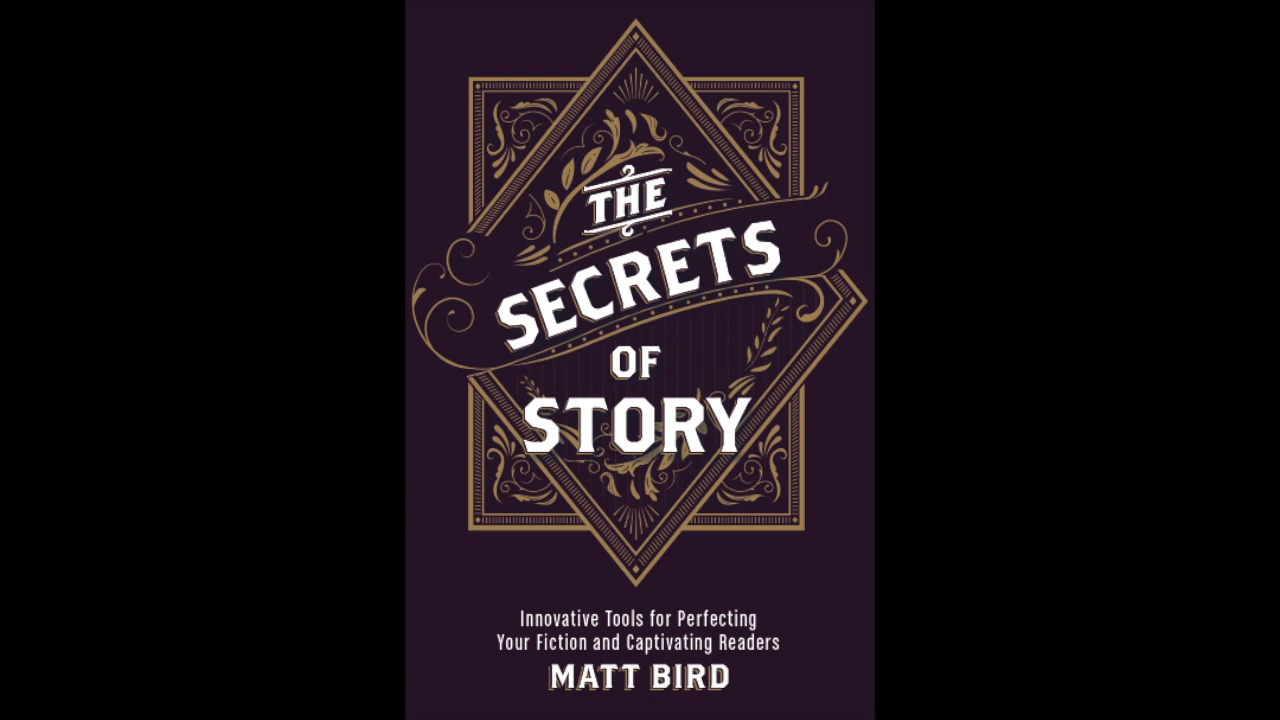 THE
SECRETS
OF
STORY
Innovative Tools for Perfecting
Your Fiction and Captivating Readers
MATT BIRD